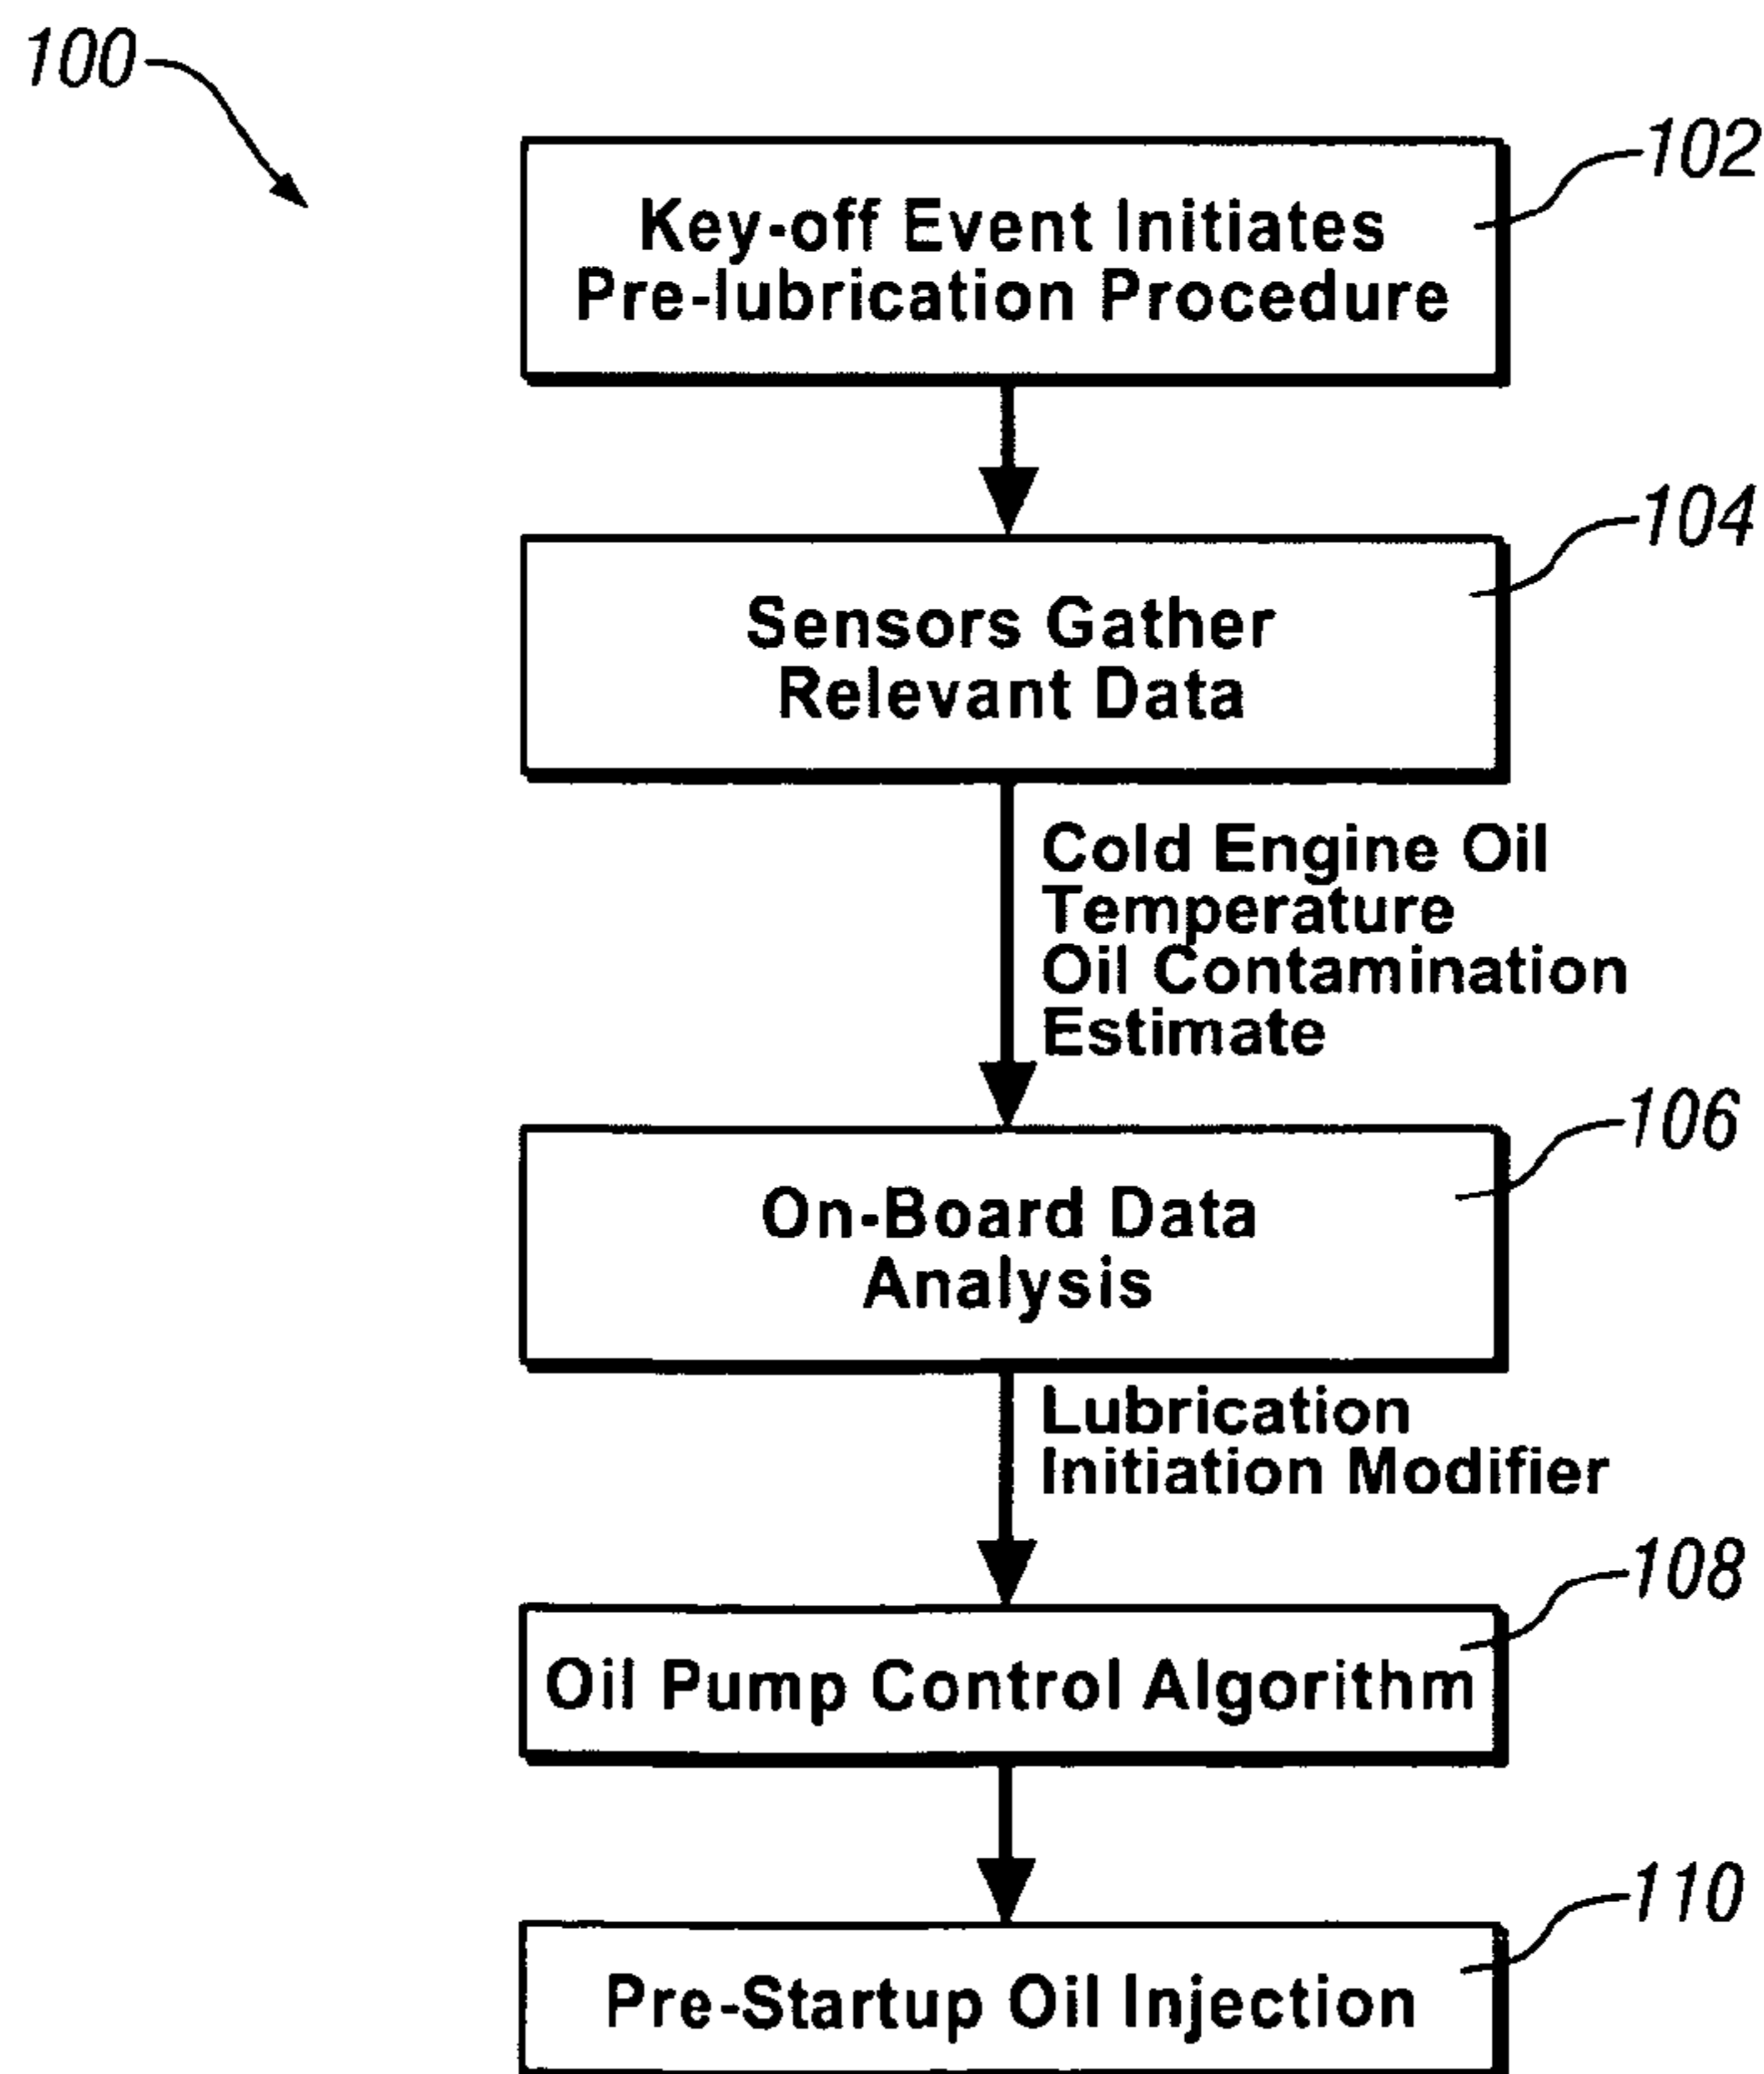 100
102
Key-off Event Initiates
Pre-lubrication Procedure
104
Sensors Gather
Relevant Data
Cold Engine Oil
Temperature
Oil Contamination
Estimate
106
On-Board Data
Analysis
Lubrication
Initiation Modifier
108
Oil Pump Control Algorithm
110
Pre-Startup Oil Injection